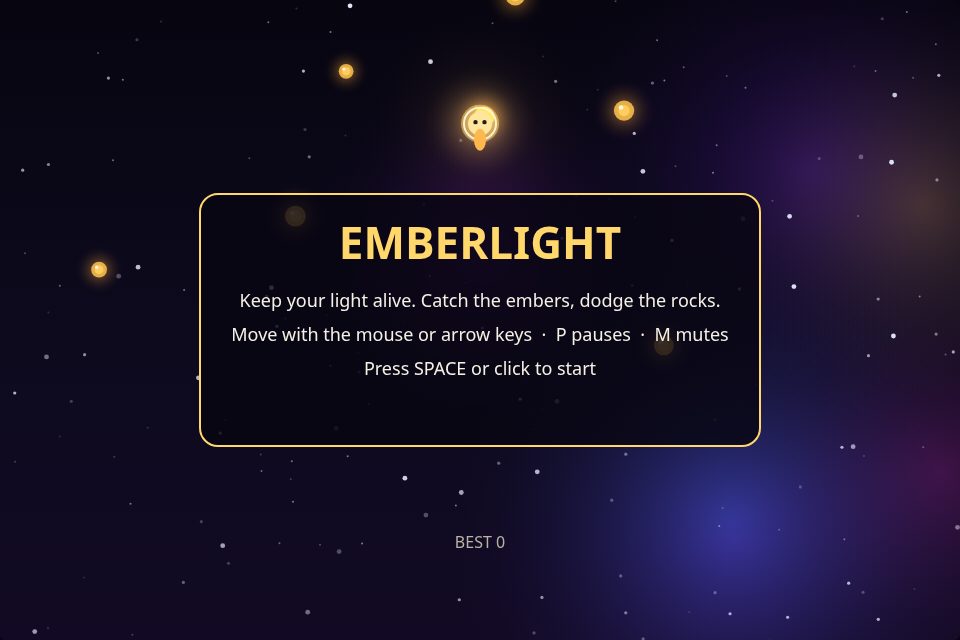 EMBERLIGHT
Keep your light alive. Catch the embers, dodge the rocks.
Move with the mouse or arrow keys · P pauses · M mutes
Press SPACE or click to start
BEST 0